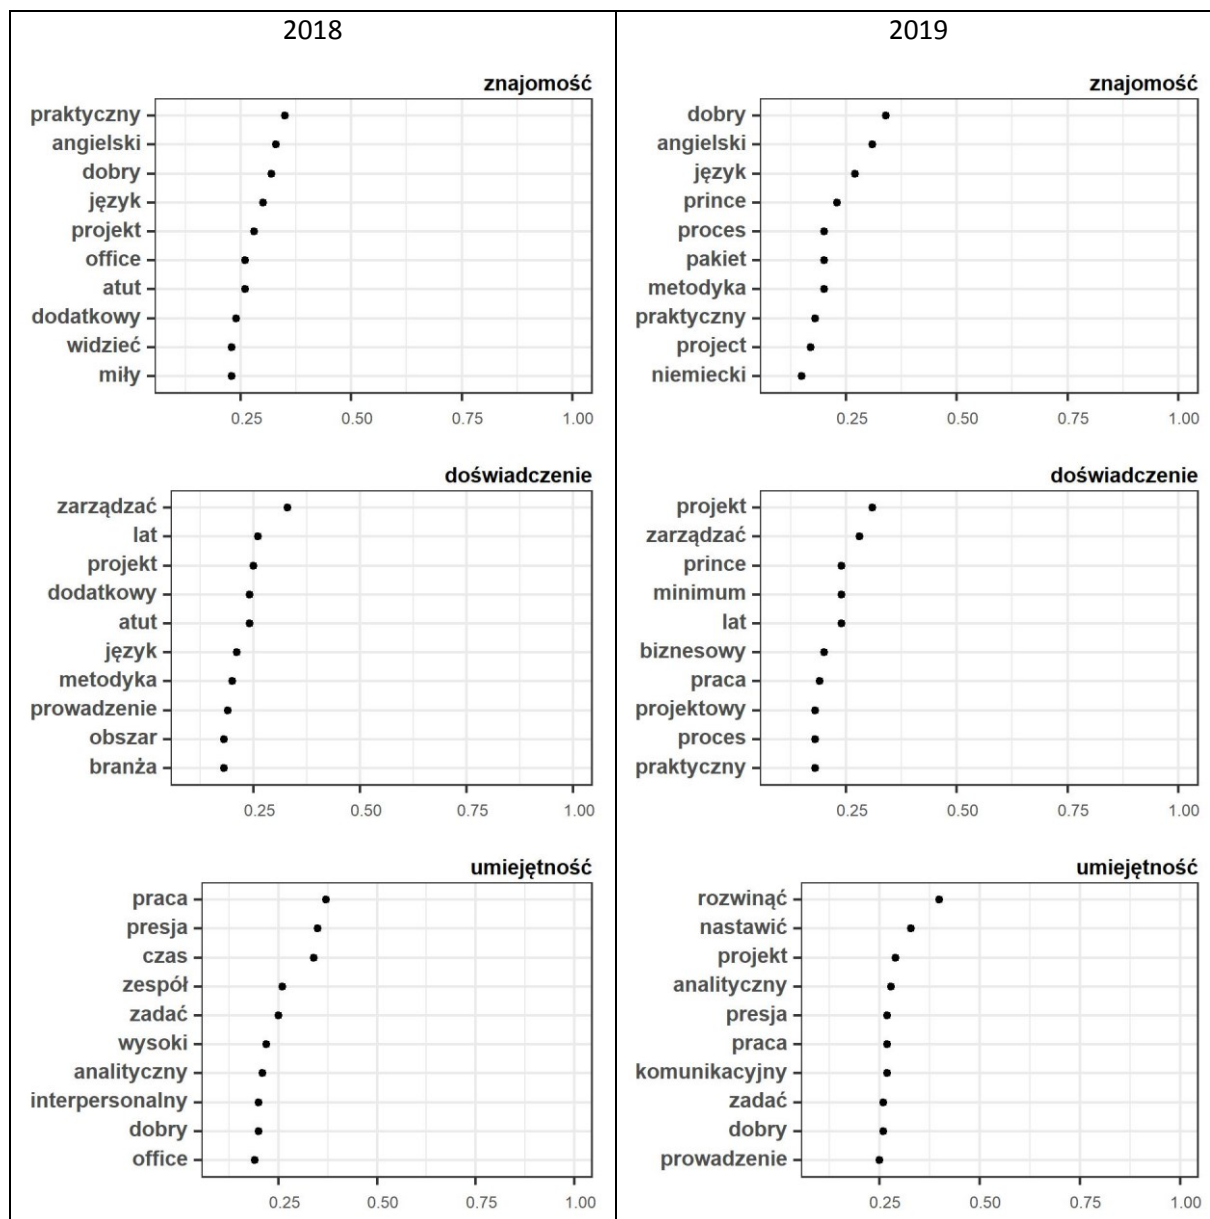 2018
znajomość
praktyczny
angielski
dobry
język
projekt
office
atut
dodatkowy
widzieć
miły
0.25 0.50 0.75 1.00
doświadczenie
zarządzać
lat
projekt
dodatkowy
atut
język
metodyka
prowadzenie
obszar
branża
0.25 0.50 0.75 1.00
umiejętność
praca
presja
czas
zespół
zadać
wysoki
analityczny
interpersonalny
dobry
office
0.25 0.50 0.75 1.00
2019
znajomość
dobry
angielski
język
prince
proces
pakiet
metodyka
praktyczny
project
niemiecki
0.25 0.50 0.75 1.00
doświadczenie
projekt
zarządzać
prince
minimum
lat
biznesowy
praca
projektowy
proces
praktyczny
0.25 0.50 0.75 1.00
umiejętność
rozwinąć
nastawić
projekt
analityczny
presja
praca
komunikacyjny
zadać
dobry
prowadzenie
0.25 0.50 0.75 1.00